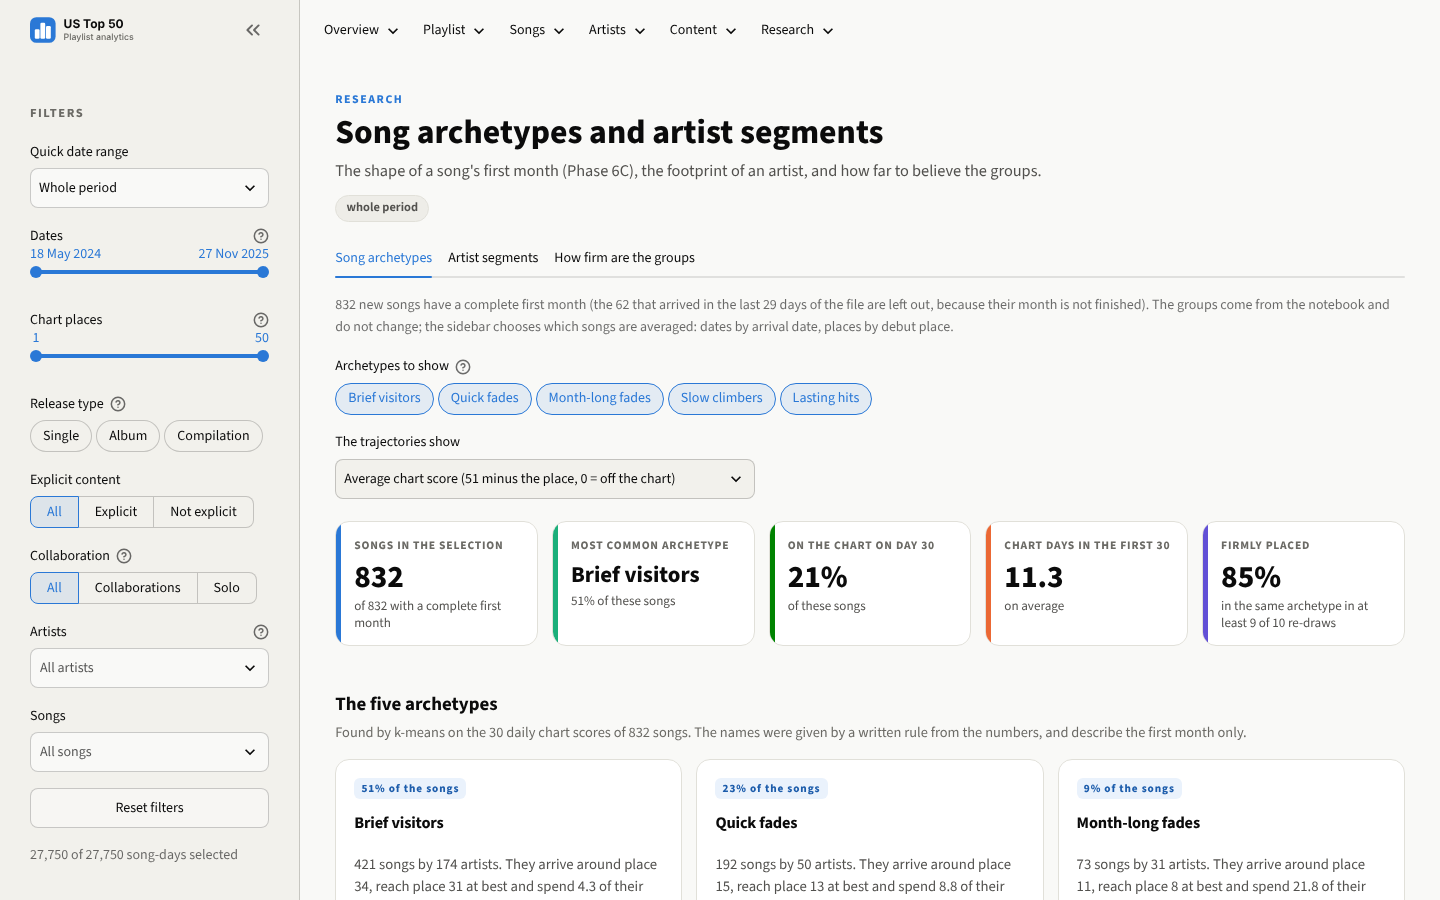 US Top 50
Playlist analytics
FILTERS
Quick date range
Whole period
Dates
18 May 2024 27 Nov 2025
Chart places
1 50
Release type
Single Album Compilation
Explicit content
All Explicit Not explicit
Collaboration
All Collaborations Solo
Artists
All artists
Songs
All songs
Reset filters
27,750 of 27,750 song-days selected
Overview Playlist Songs Artists Content Research
RESEARCH
Song archetypes and artist segments
The shape of a song's first month (Phase 6C), the footprint of an artist, and how far to believe the groups.
whole period
Song archetypes Artist segments How firm are the groups
832 new songs have a complete first month (the 62 that arrived in the last 29 days of the file are left out, because their month is not finished). The groups come from the notebook and
do not change; the sidebar chooses which songs are averaged: dates by arrival date, places by debut place.
Archetypes to show
Brief visitors Quick fades Month-long fades Slow climbers Lasting hits
The trajectories show
Average chart score (51 minus the place, 0 = off the chart)
SONGS IN THE SELECTION
832
of 832 with a complete first
month
MOST COMMON ARCHETYPE
Brief visitors
51% of these songs
ON THE CHART ON DAY 30
21%
of these songs
CHART DAYS IN THE FIRST 30
11.3
on average
FIRMLY PLACED
85%
in the same archetype in at
least 9 of 10 re-draws
The five archetypes
Found by k-means on the 30 daily chart scores of 832 songs. The names were given by a written rule from the numbers, and describe the first month only.
51% of the songs
Brief visitors
421 songs by 174 artists. They arrive around place
34, reach place 31 at best and spend 4.3 of their
23% of the songs
Quick fades
192 songs by 50 artists. They arrive around place
15, reach place 13 at best and spend 8.8 of their
9% of the songs
Month-long fades
73 songs by 31 artists. They arrive around place
11, reach place 8 at best and spend 21.8 of their